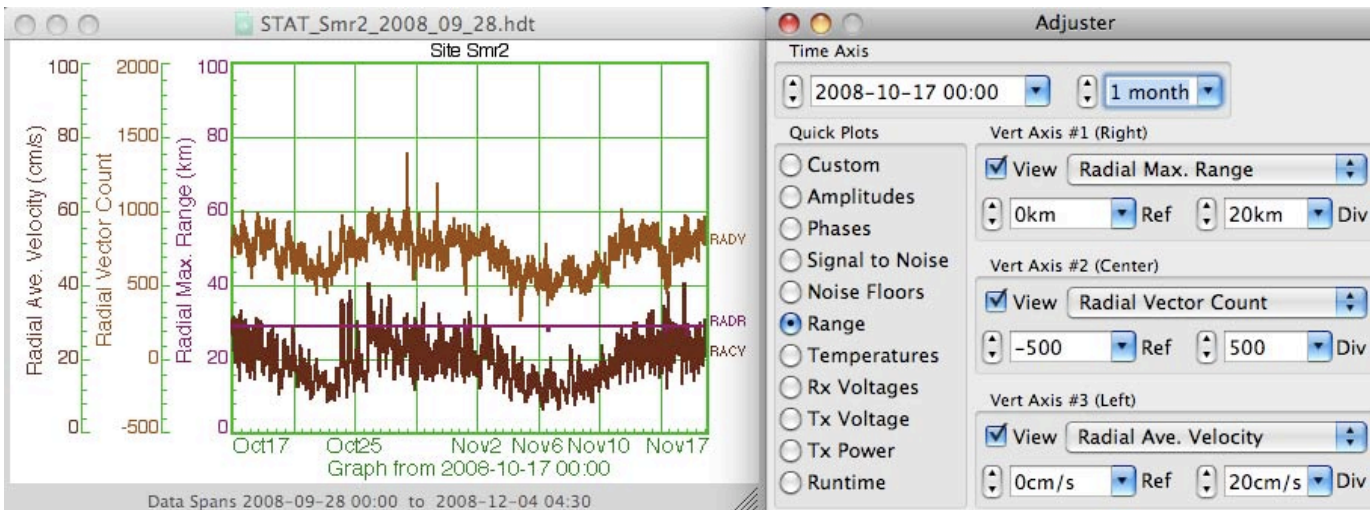 STAT_Smr2_2008_09_28.hdt
Site Smr2
Radial Ave. Velocity (cm/s)
100
80
60
40
20
0
Radial Vector Count
2000
1500
1000
500
0
-500
Radial Max. Range (km)
100
80
60
40
20
0
RADV
RADR
RACV
Oct17 Oct25 Nov2 Nov6 Nov10 Nov17
Graph from 2008-10-17 00:00
Data Spans 2008-09-28 00:00 to 2008-12-04 04:30
Adjuster
Time Axis
2008-10-17 00:00 1 month
Quick Plots
Custom
Amplitudes
Phases
Signal to Noise
Noise Floors
Range
Temperatures
Rx Voltages
Tx Voltage
Tx Power
Runtime
Vert Axis #1 (Right)
View Radial Max. Range
0km Ref 20km Div
Vert Axis #2 (Center)
View Radial Vector Count
-500 Ref 500 Div
Vert Axis #3 (Left)
View Radial Ave. Velocity
0cm/s Ref 20cm/s Div